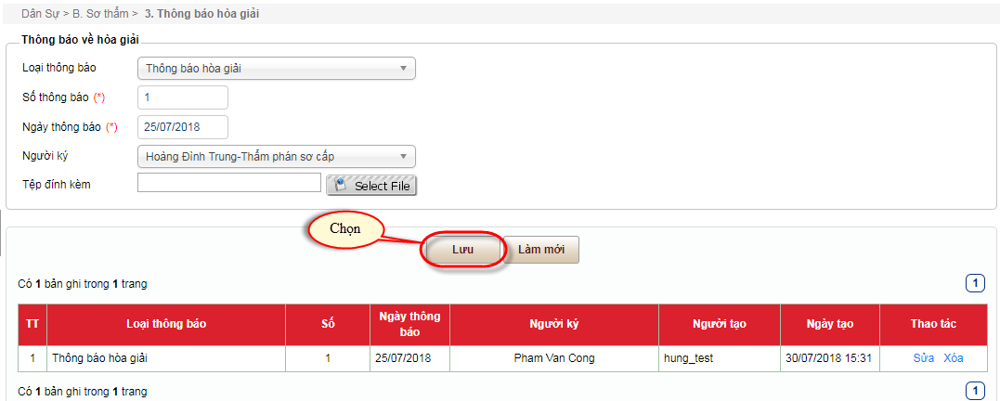 Dân Sự > B. Sơ thẩm > 3. Thông báo hòa giải
Thông báo về hòa giải
Loại thông báo Thông báo hòa giải
Số thông báo (*) 1
Ngày thông báo (*) 25/07/2018
Người ký Hoàng Đình Trung-Thẩm phán sơ cấp
Tệp đính kèm Select File
Chọn
Lưu Làm mới
Có 1 bản ghi trong 1 trang 1
TT Loại thông báo Số Ngày thông báo Người ký Người tạo Ngày tạo Thao tác
1 Thông báo hòa giải 1 25/07/2018 Pham Van Cong hung_test 30/07/2018 15:31 Sửa Xóa
Có 1 bản ghi trong 1 trang 1